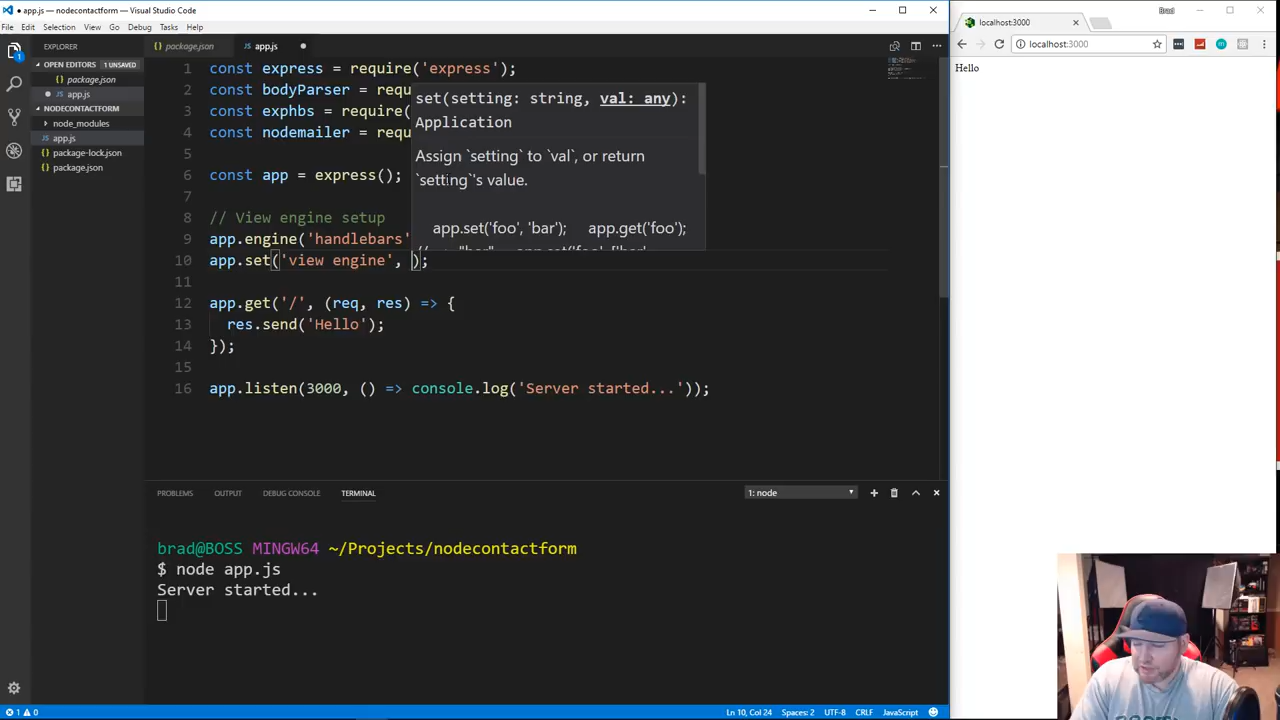 app.js - nodecontactform - Visual Studio Code
File Edit Selection View Go Debug Tasks Help
EXPLORER
OPEN EDITORS 1 UNSAVED
package.json
app.js
NODECONTACTFORM
node_modules
app.js
package-lock.json
package.json
package.json app.js
1 const express = require('express');
2 const bodyParser = requ
3 const exphbs = require(
4 const nodemailer = requ
5
6 const app = express();
7
8 // View engine setup
9 app.engine('handlebars'
10 app.set('view engine', );
11
12 app.get('/', (req, res) => {
13 res.send('Hello');
14 });
15
16 app.listen(3000, () => console.log('Server started...'));
set(setting: string, val: any):
Application
Assign `setting` to `val`, or return
`setting`'s value.
app.set('foo', 'bar'); app.get('foo');
PROBLEMS OUTPUT DEBUG CONSOLE TERMINAL
1: node
brad@BOSS MINGW64 ~/Projects/nodecontactform
$ node app.js
Server started...
1 0 Ln 10, Col 24 Spaces: 2 UTF-8 CRLF JavaScript
Brad
localhost:3000
localhost:3000
Hello